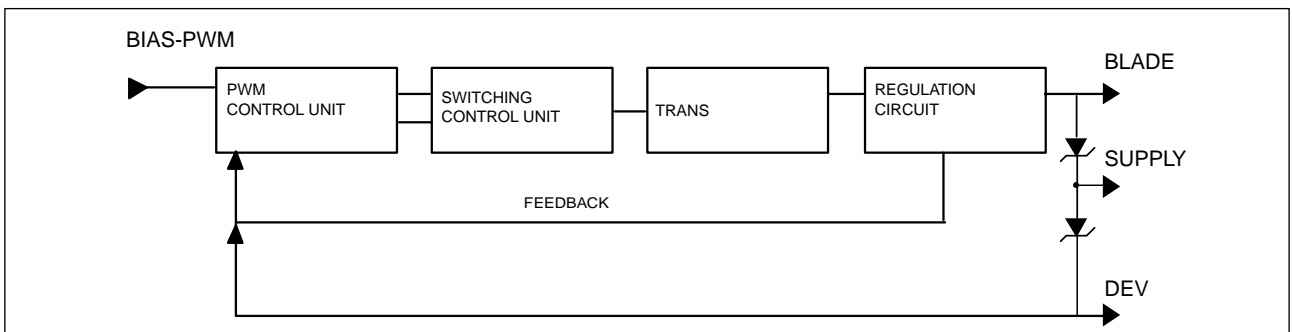 BIAS-PWM
PWM
CONTROL UNIT
SWITCHING
CONTROL UNIT
TRANS
REGULATION
CIRCUIT
BLADE
SUPPLY
FEEDBACK
DEV